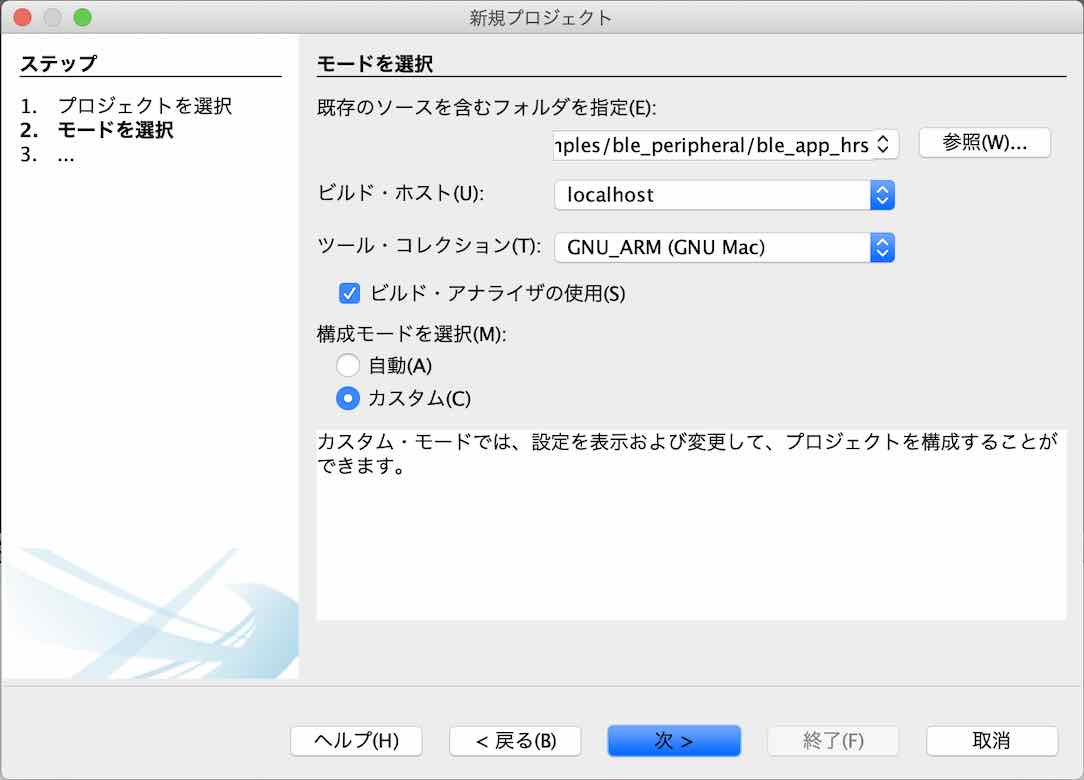 新規プロジェクト
ステップ
1. プロジェクトを選択
2. モードを選択
3. ...
モードを選択
既存のソースを含むフォルダを指定(E):
/ble_peripheral/ble_app_hrs
参照(W)...
ビルド・ホスト(U):
localhost
ツール・コレクション(T):
GNU_ARM (GNU Mac)
ビルド・アナライザの使用(S)
構成モードを選択(M):
自動(A)
カスタム(C)
カスタム・モードでは、設定を表示および変更して、プロジェクトを構成することが
できます。
ヘルプ(H)
< 戻る(B)
次 >
終了(F)
取消